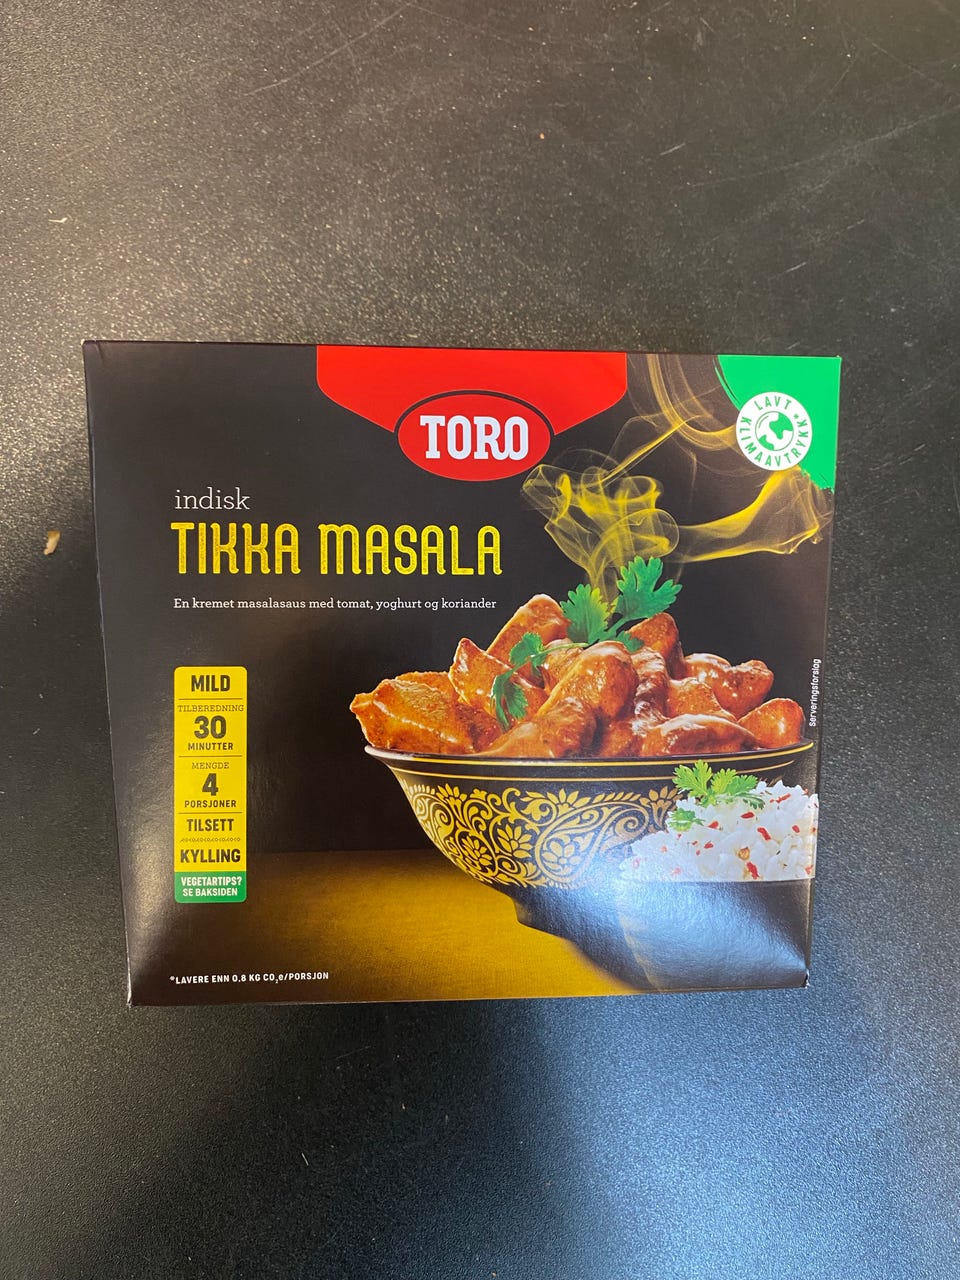 TORO
LAVT
KLIMAAVTRYKK*
indisk
TIKKA MASALA
En kremet masalasaus med tomat, yoghurt og koriander
MILD
TILBEREDNING
30
MINUTTER
MENGDE
4
PORSJONER
TILSETT
KYLLING
VEGETARTIPS?
SE BAKSIDEN
serveringsforslag
*LAVERE ENN 0,8 KG CO₂e/PORSJON